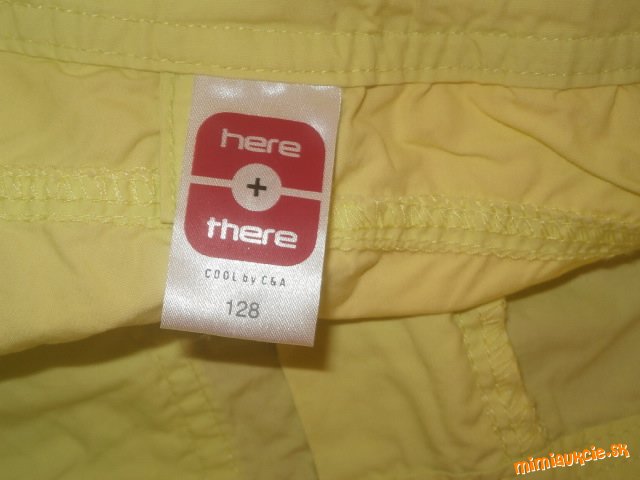 here
+
there
COOL by C&A
128
mimiaukcie.sk